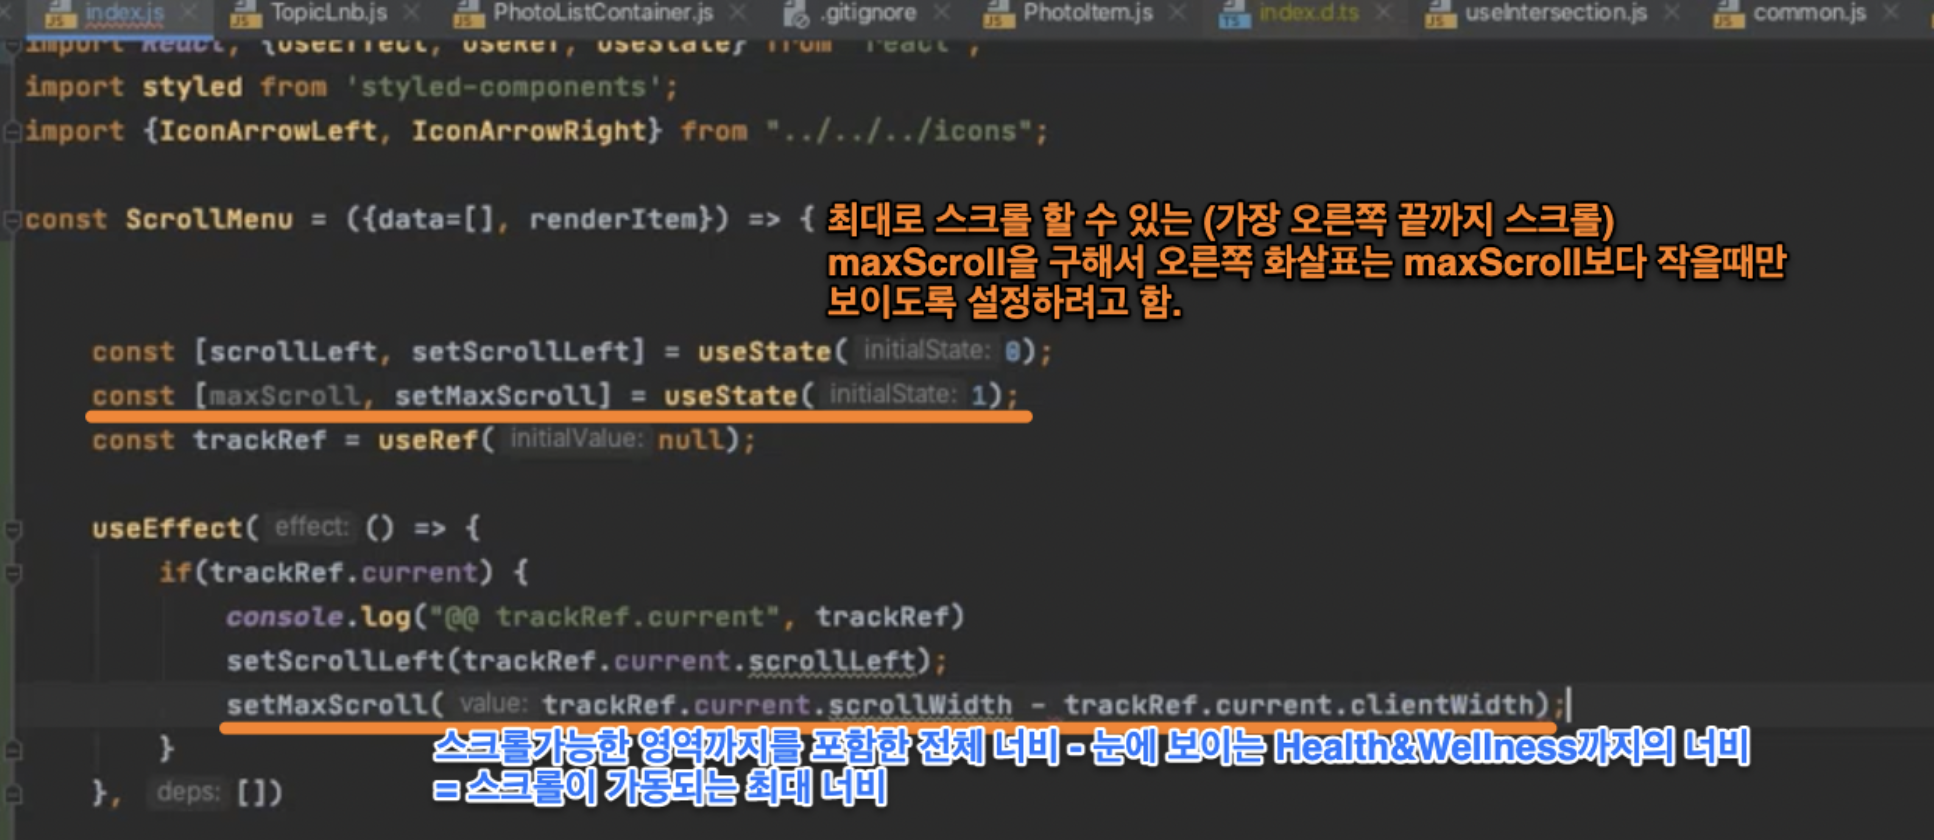 index.js TopicLnb.js PhotoListContainer.js .gitignore PhotoItem.js index.d.ts useIntersection.js common.js
import React, {useEffect, useRef, useState} from 'react';
import styled from 'styled-components';
import {IconArrowLeft, IconArrowRight} from "../../../icons";
const ScrollMenu = ({data=[], renderItem}) => {
최대로 스크롤 할 수 있는 (가장 오른쪽 끝까지 스크롤)
maxScroll을 구해서 오른쪽 화살표는 maxScroll보다 작을때만
보이도록 설정하려고 함.
const [scrollLeft, setScrollLeft] = useState( initialState: 0);
const [maxScroll, setMaxScroll] = useState( initialState: 1);
const trackRef = useRef( initialValue: null);
useEffect( effect: () => {
if(trackRef.current) {
console.log("@@ trackRef.current", trackRef)
setScrollLeft(trackRef.current.scrollLeft);
setMaxScroll( value: trackRef.current.scrollWidth - trackRef.current.clientWidth);
스크롤가능한 영역까지를 포함한 전체 너비 - 눈에 보이는 Health&Wellness까지의 너비
= 스크롤이 가동되는 최대 너비
}
}, deps: [])